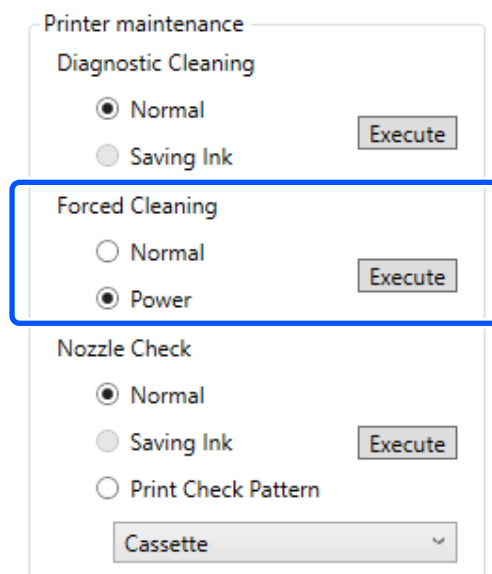 Printer maintenance
Diagnostic Cleaning
Normal
Execute
Saving Ink
Forced Cleaning
Normal
Execute
Power
Nozzle Check
Normal
Saving Ink
Execute
Print Check Pattern
Cassette